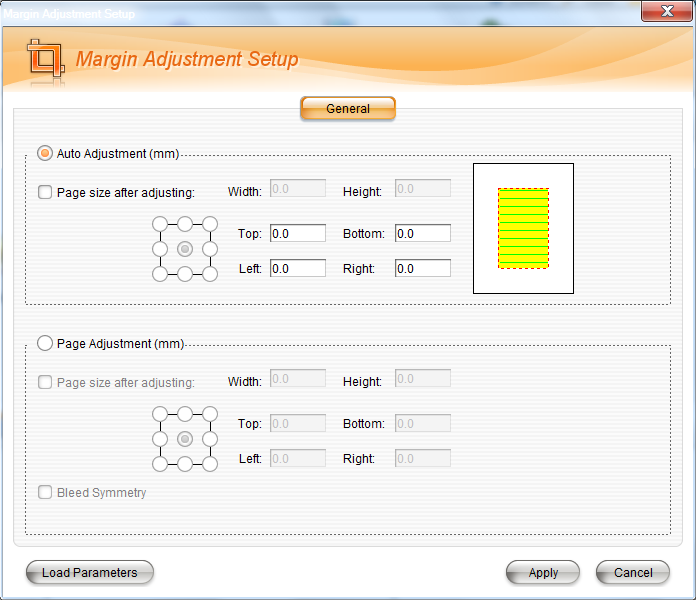 Margin Adjustment Setup
Margin Adjustment Setup
General
Auto Adjustment (mm)
Page size after adjusting: Width: 0.0 Height: 0.0
Top: 0.0 Bottom: 0.0
Left: 0.0 Right: 0.0
Page Adjustment (mm)
Page size after adjusting: Width: 0.0 Height: 0.0
Top: 0.0 Bottom: 0.0
Left: 0.0 Right: 0.0
Bleed Symmetry
Load Parameters Apply Cancel